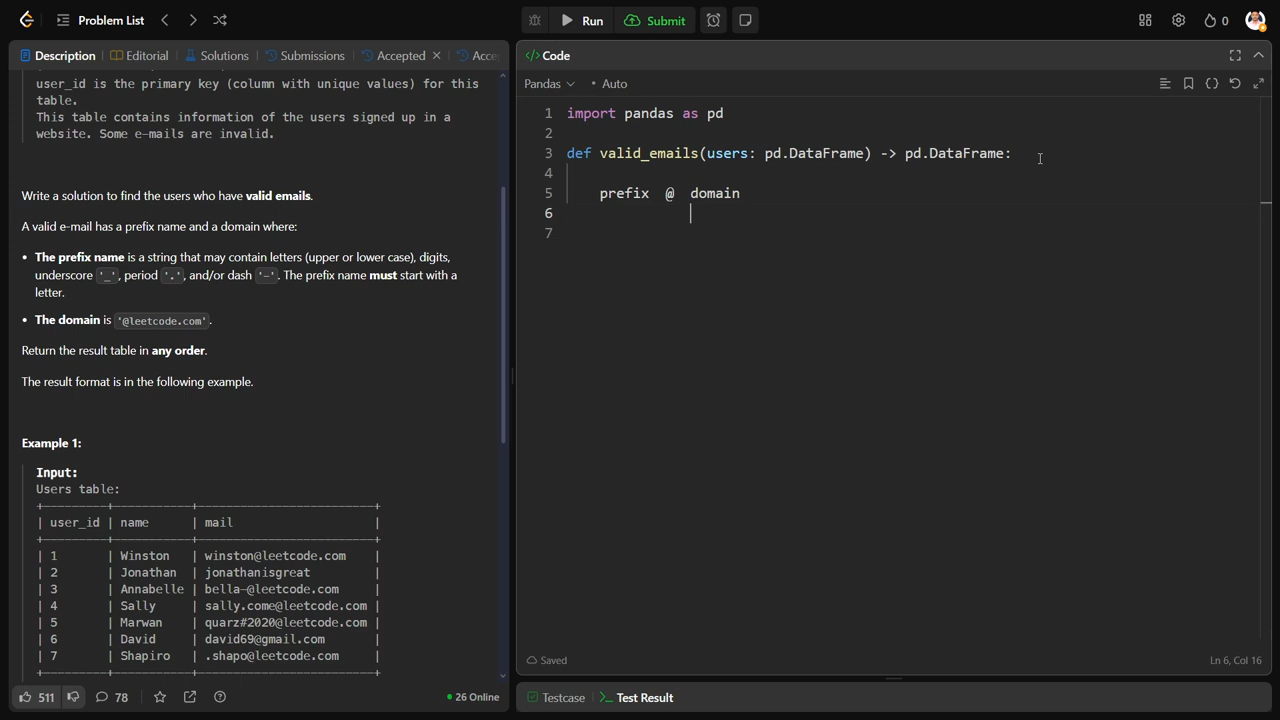 Problem List
Run
Submit
0
Description
Editorial
Solutions
Submissions
Accepted
Acce
user_id is the primary key (column with unique values) for this
table.
This table contains information of the users signed up in a
website. Some e-mails are invalid.
Write a solution to find the users who have valid emails.
A valid e-mail has a prefix name and a domain where:
• The prefix name is a string that may contain letters (upper or lower case), digits,
underscore '_', period '.', and/or dash '-'. The prefix name must start with a
letter.
• The domain is '@leetcode.com'.
Return the result table in any order.
The result format is in the following example.
Example 1:
Input:
Users table:
+---------+-----------+-------------------------+
| user_id | name | mail |
+---------+-----------+-------------------------+
| 1 | Winston | winston@leetcode.com |
| 2 | Jonathan | jonathanisgreat |
| 3 | Annabelle | bella-@leetcode.com |
| 4 | Sally | sally.come@leetcode.com |
| 5 | Marwan | quarz#2020@leetcode.com |
| 6 | David | david69@gmail.com |
| 7 | Shapiro | .shapo@leetcode.com |
+---------+-----------+-------------------------+
511
78
26 Online
</> Code
Pandas
• Auto
1 import pandas as pd
2
3 def valid_emails(users: pd.DataFrame) -> pd.DataFrame:
4
5 prefix @ domain
6
7
Saved
Ln 6, Col 16
Testcase
>_ Test Result